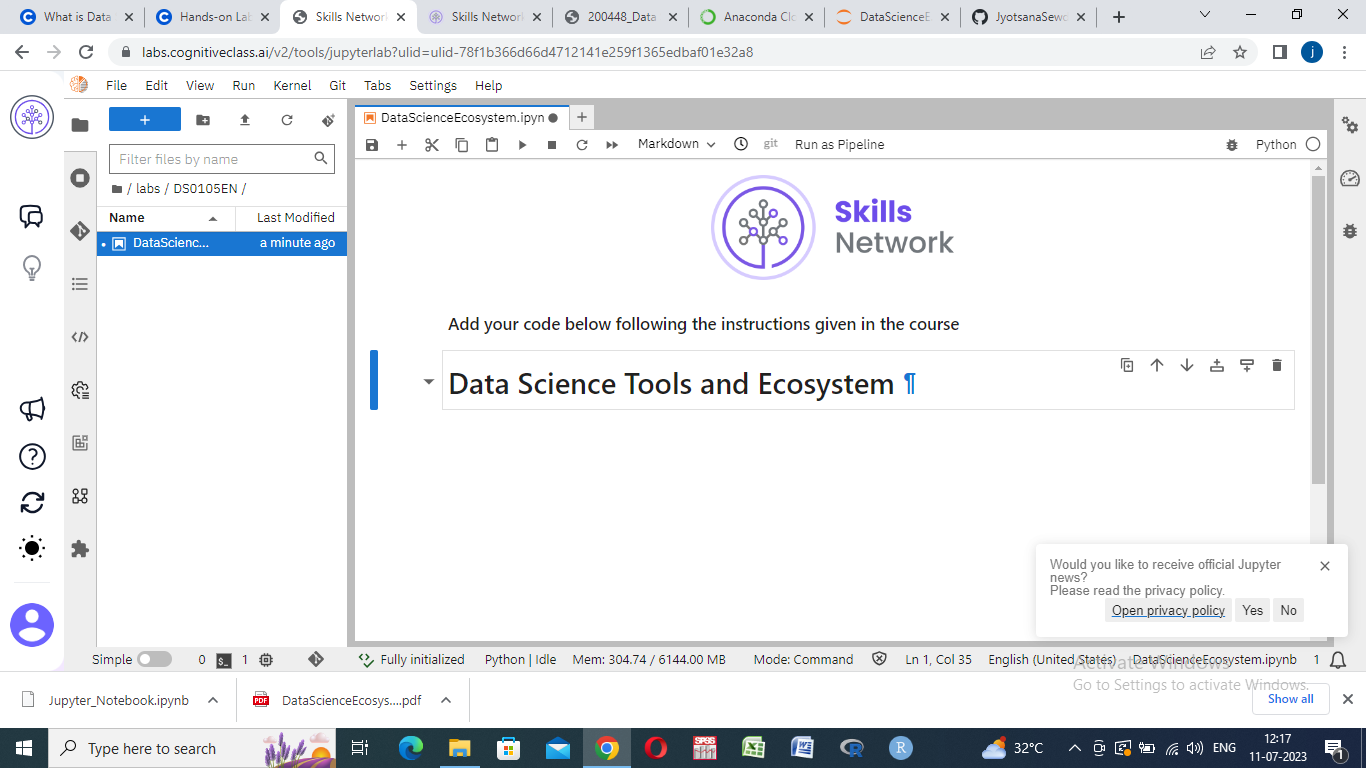 What is Data
Hands-on Lab
Skills Network
Skills Network
200448_Data
Anaconda Clo
DataScienceE
JyotsanaSewc
labs.cognitiveclass.ai/v2/tools/jupyterlab?ulid=ulid-78f1b366d66d4712141e259f1365edbaf01e32a8
j
File Edit View Run Kernel Git Tabs Settings Help
DataScienceEcosystem.ipyn
Filter files by name
/ labs / DS0105EN /
Name Last Modified
DataScienc... a minute ago
Markdown git Run as Pipeline Python
Skills
Network
Add your code below following the instructions given in the course
Data Science Tools and Ecosystem ¶
Would you like to receive official Jupyter
news?
Please read the privacy policy.
Open privacy policy Yes No
Simple 0 $_ 1 Fully initialized Python | Idle Mem: 304.74 / 6144.00 MB Mode: Command Ln 1, Col 35 English (United States) DataScienceEcosystem.ipynb 1
Activate Windows
Go to Settings to activate Windows.
Jupyter_Notebook.ipynb
PDF DataScienceEcosys....pdf
Show all
Type here to search
SPSS
R
32°C
ENG
12:17
11-07-2023
1